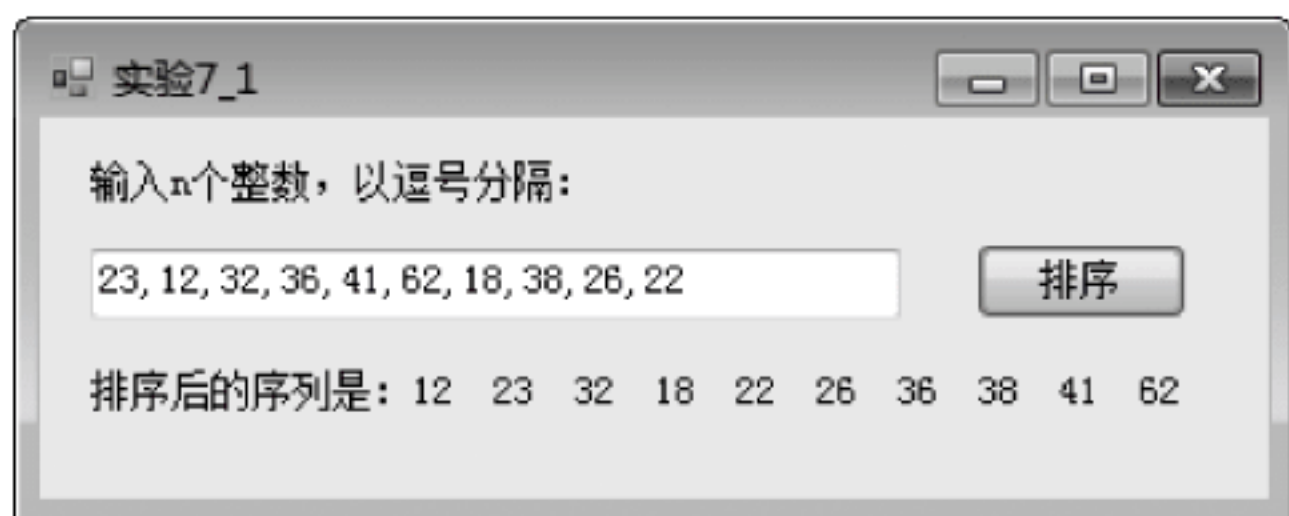 实验7_1
输入n个整数，以逗号分隔：
23, 12, 32, 36, 41, 62, 18, 38, 26, 22
排序
排序后的序列是：12 23 32 18 22 26 36 38 41 62